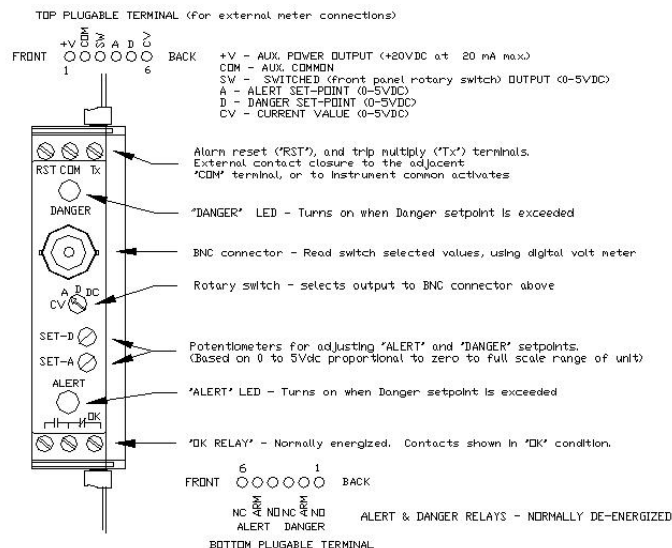 TOP PLUGABLE TERMINAL (for external meter connections)
FRONT +V COM SW A D CV BACK
1 6
+V - AUX. POWER OUTPUT (+20VDC at 20 mA max.)
COM - AUX. COMMON
SW - SWITCHED (front panel rotary switch) OUTPUT (0-5VDC)
A - ALERT SET-POINT (0-5VDC)
D - DANGER SET-POINT (0-5VDC)
CV - CURRENT VALUE (0-5VDC)
RST COM Tx
Alarm reset ("RST"), and trip multiply ("Tx") terminals.
External contact closure to the adjacent
"COM" terminal, or to instrument common activates
DANGER
"DANGER" LED - Turns on when Danger setpoint is exceeded
BNC connector - Read switch selected values, using digital volt meter
A D DC
CV
Rotary switch - selects output to BNC connector above
SET-D
SET-A
Potentiometers for adjusting "ALERT" and "DANGER" setpoints.
(Based on 0 to 5Vdc proportional to zero to full scale range of unit)
ALERT
"ALERT" LED - Turns on when Danger setpoint is exceeded
OK
"OK RELAY" - Normally energized. Contacts shown in "OK" condition.
6 1
FRONT BACK
NC ARM NO NC ARM NO
ALERT DANGER
ALERT & DANGER RELAYS - NORMALLY DE-ENERGIZED
BOTTOM PLUGABLE TERMINAL